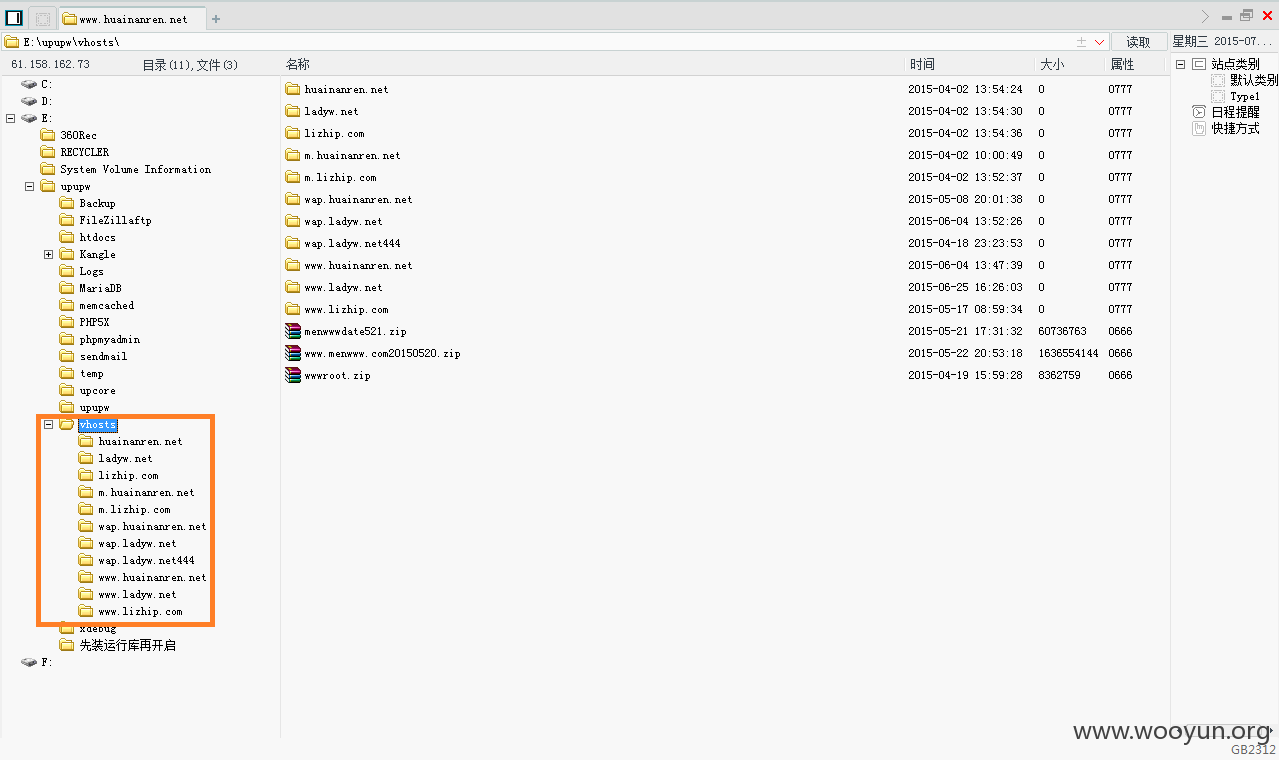 www.huainanren.net
E:\upupw\vhosts\
读取
星期三 2015-07...
61.158.162.73
目录(11),文件(3)
名称 时间 大小 属性
C:
D:
E:
360Rec
RECYCLER
System Volume Information
upupw
Backup
FileZillaftp
htdocs
Kangle
Logs
MariaDB
memcached
PHP5X
phpmyadmin
sendmail
temp
upcore
upupw
vhosts
huainanren.net
ladyw.net
lizhip.com
m.huainanren.net
m.lizhip.com
wap.huainanren.net
wap.ladyw.net
wap.ladyw.net444
www.huainanren.net
www.ladyw.net
www.lizhip.com
xdebug
先装运行库再开启
F:
huainanren.net 2015-04-02 13:54:24 0 0777
ladyw.net 2015-04-02 13:54:30 0 0777
lizhip.com 2015-04-02 13:54:36 0 0777
m.huainanren.net 2015-04-02 10:00:49 0 0777
m.lizhip.com 2015-04-02 13:52:37 0 0777
wap.huainanren.net 2015-05-08 20:01:38 0 0777
wap.ladyw.net 2015-06-04 13:52:26 0 0777
wap.ladyw.net444 2015-04-18 23:23:53 0 0777
www.huainanren.net 2015-06-04 13:47:39 0 0777
www.ladyw.net 2015-06-25 16:26:03 0 0777
www.lizhip.com 2015-05-17 08:59:34 0 0777
menwwwdate521.zip 2015-05-21 17:31:32 60736763 0666
www.menwww.com20150520.zip 2015-05-22 20:53:18 1636554144 0666
wwwroot.zip 2015-04-19 15:59:28 8362759 0666
站点类别
默认类别
Type1
日程提醒
快捷方式
www.wooyun.org
GB2312